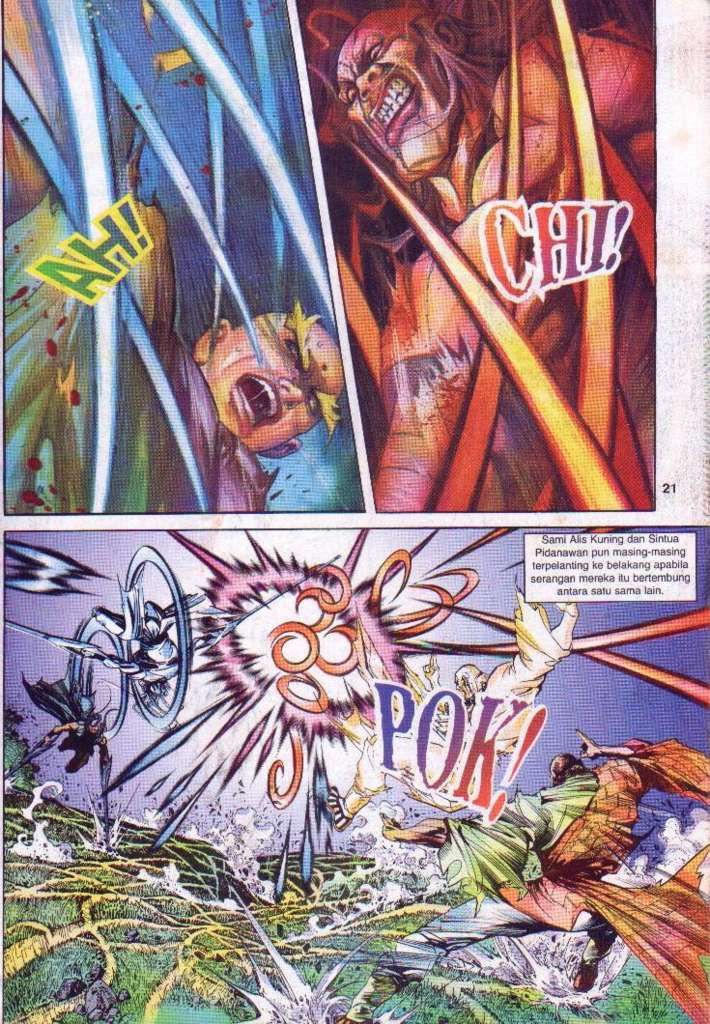 AH!
CHI!
21
Sami Alis Kuning dan Sintua
Pidanawan pun masing-masing
terpelanting ke belakang apabila
serangan mereka itu bertembung
antara satu sama lain.
POK!